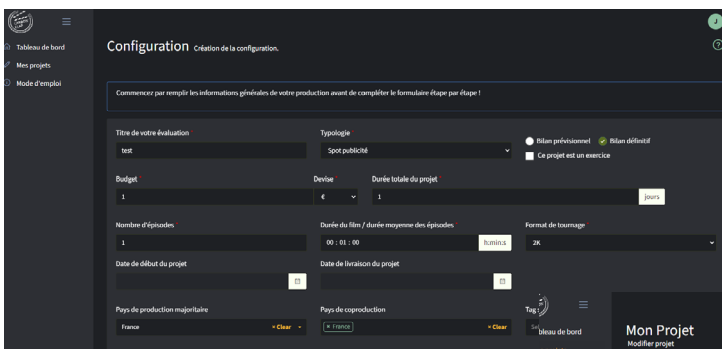 Tableau de bord
Mes projets
Mode d'emploi
J
?
Configuration Création de la configuration.
Commencez par remplir les informations générales de votre production avant de compléter le formulaire étape par étape !
Titre de votre évaluation *
test
Typologie *
Spot publicité
Bilan prévisionnel Bilan définitif
Ce projet est un exercice
Budget *
1
Devise *
€
Durée totale du projet *
1
jours
Nombre d'épisodes *
1
Durée du film / durée moyenne des épisodes *
00 : 01 : 00
h:min:s
Format de tournage *
2K
Date de début du projet
Date de livraison du projet
Pays de production majoritaire
France
× Clear
Pays de coproduction
× France
× Clear
Tag
bleau de bord
Mon Projet
Modifier projet